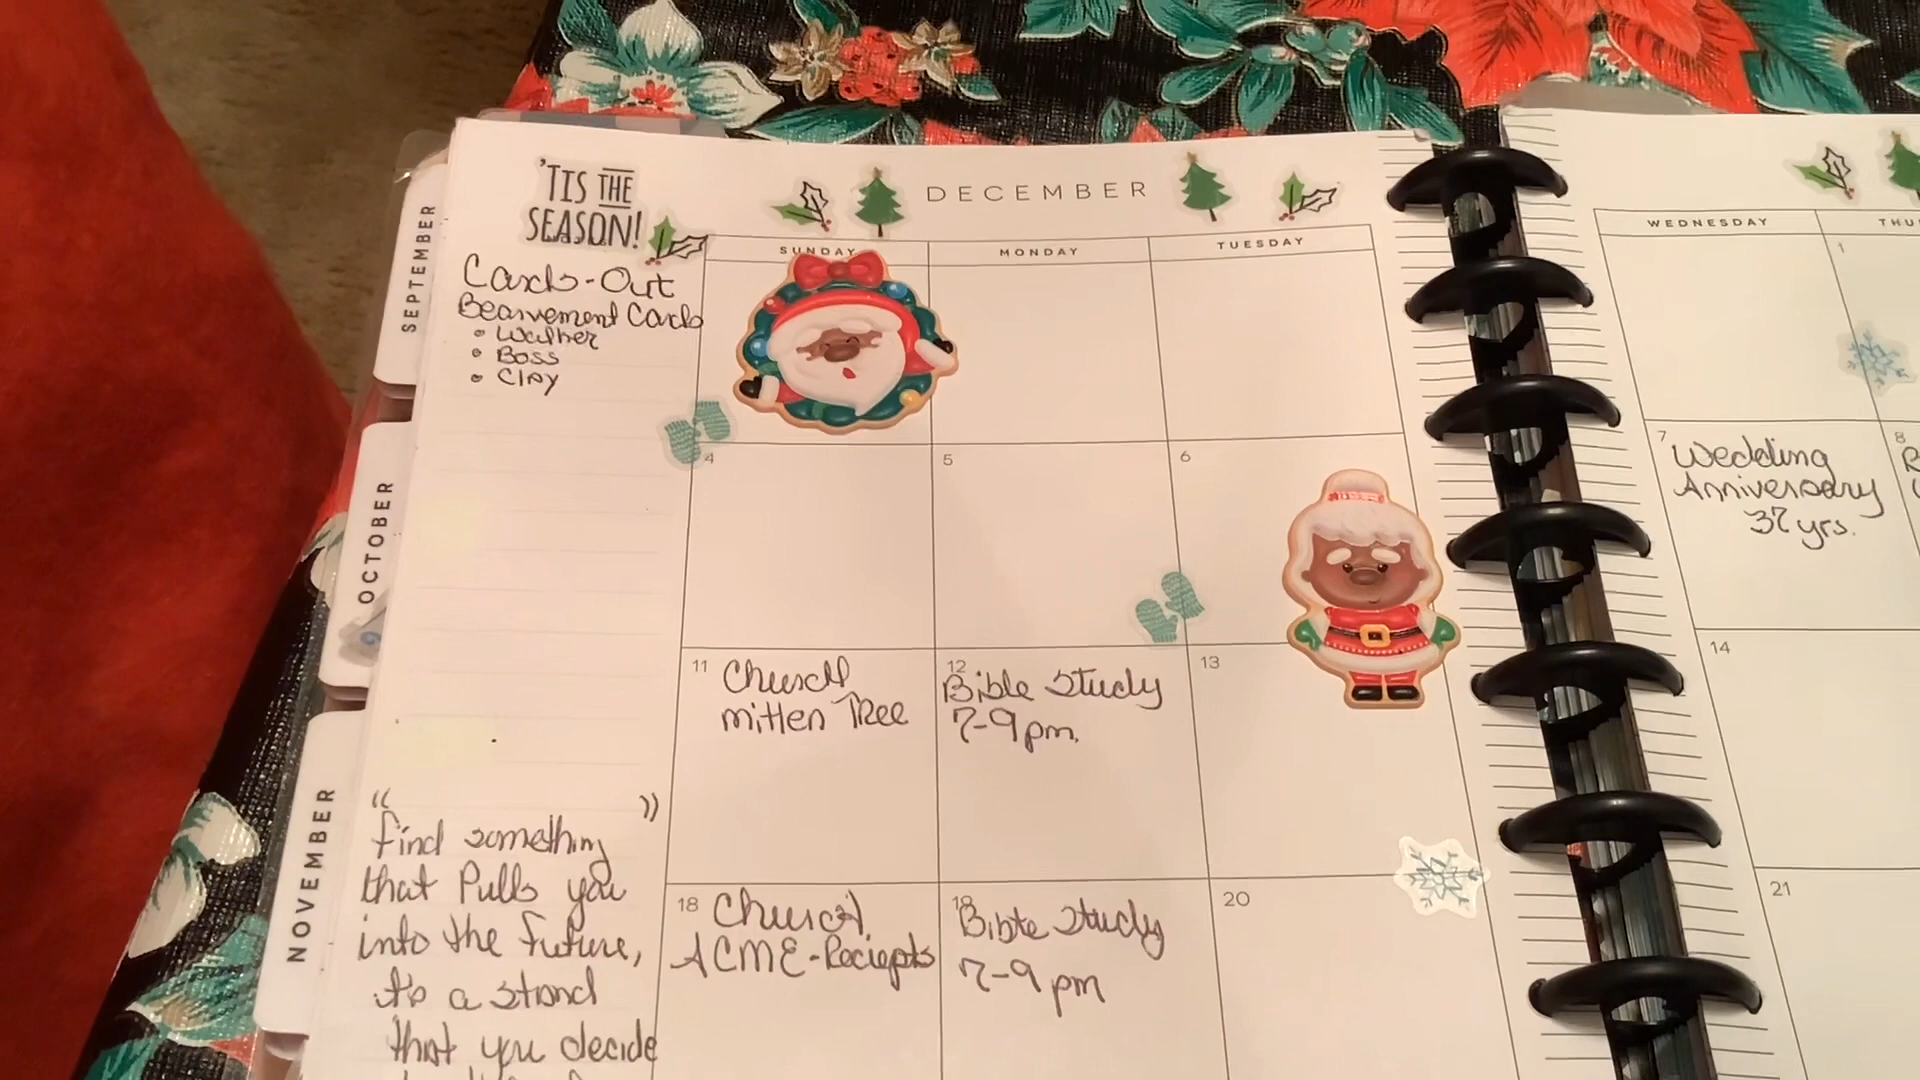 'TIS THE
SEASON!
DECEMBER
SUNDAY
MONDAY
TUESDAY
WEDNESDAY
THU
SEPTEMBER
OCTOBER
NOVEMBER
Cards-Out
Bearvement Cards
• Walker
• Boss
• Clay
1
4
5
6
7
Wedding
Anniversary
37 yrs.
8
11
Church
mitten Tree
12
Bible Study
7-9pm.
13
14
18
Church
ACME-Reciepts
19
Bible Study
7-9 pm
20
21
“ ”
find something
that Pulls you
into the future,
it's a stand
that you decide